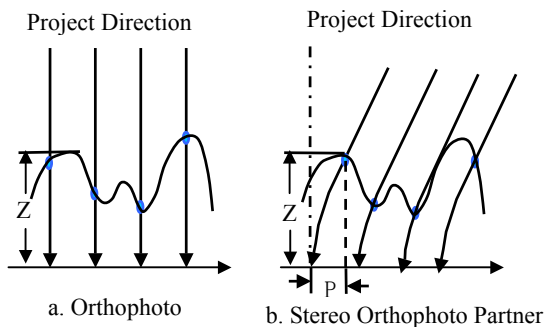 Project Direction
Z
a. Orthophoto
Project Direction
Z
P
b. Stereo Orthophoto Partner